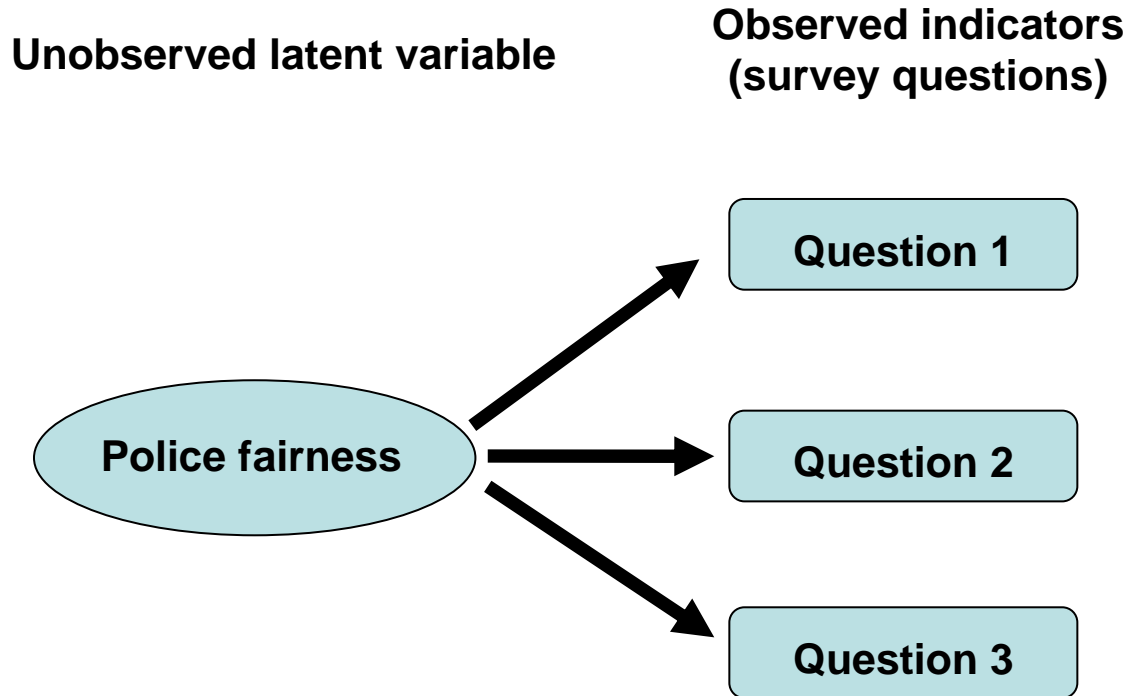 Unobserved latent variable
Observed indicators
(survey questions)
Question 1
Police fairness
Question 2
Question 3